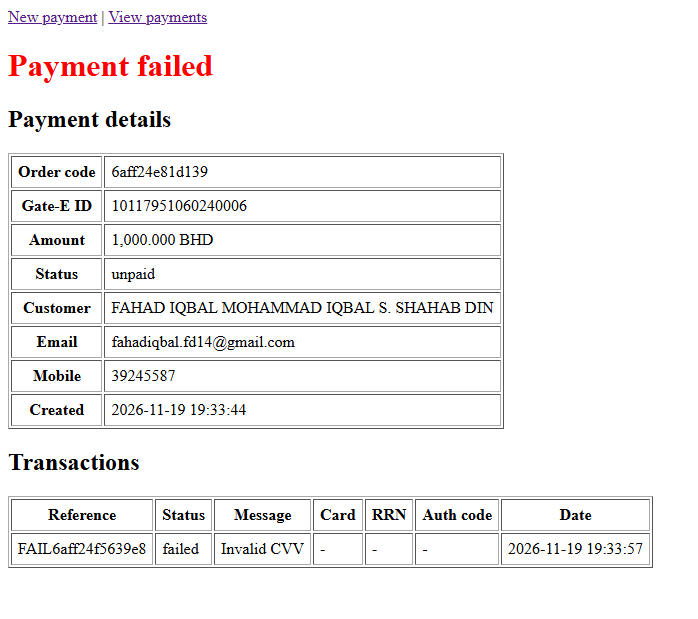 New payment | View payments
Payment failed
Payment details
Order code 6aff24e81d139
Gate-E ID 10117951060240006
Amount 1,000.000 BHD
Status unpaid
Customer FAHAD IQBAL MOHAMMAD IQBAL S. SHAHAB DIN
Email fahadiqbal.fd14@gmail.com
Mobile 39245587
Created 2026-11-19 19:33:44
Transactions
Reference Status Message Card RRN Auth code Date
FAIL6aff24f5639e8 failed Invalid CVV - - - 2026-11-19 19:33:57